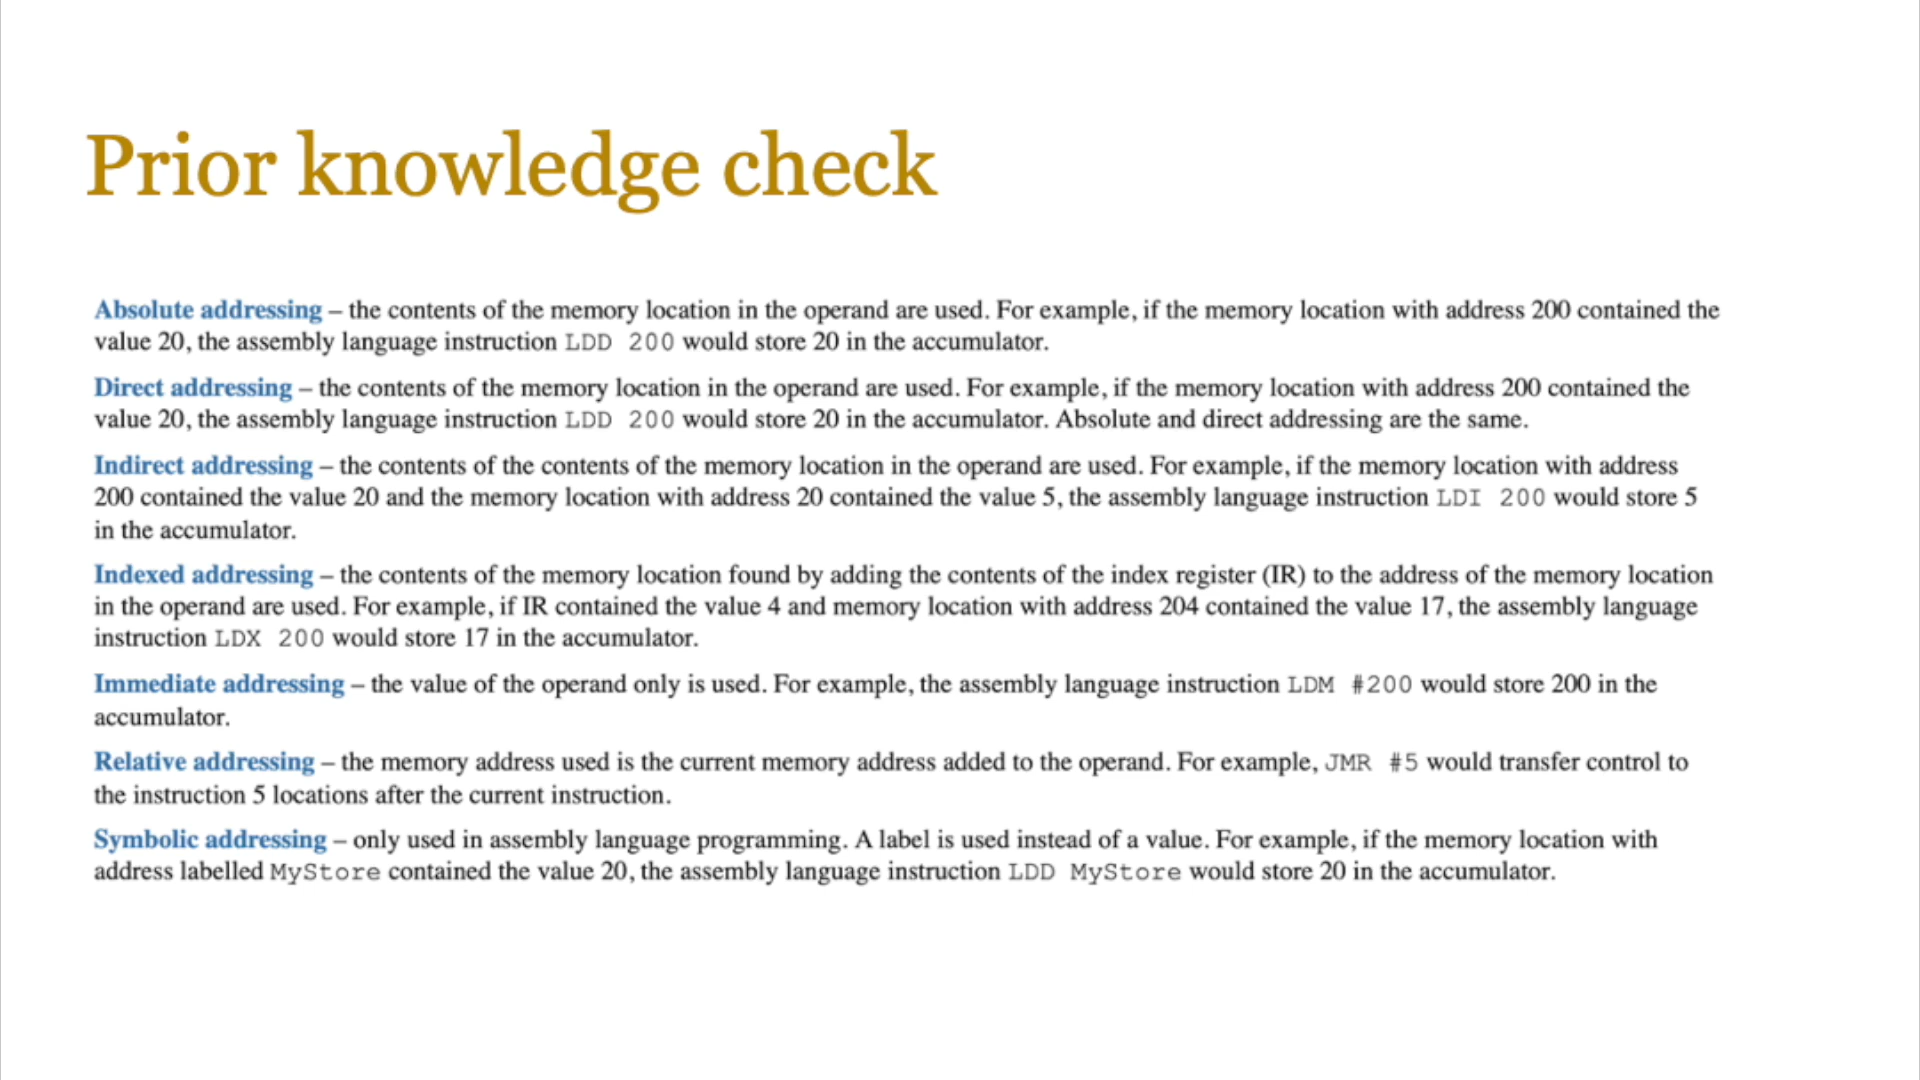 Prior knowledge check
Absolute addressing – the contents of the memory location in the operand are used. For example, if the memory location with address 200 contained the
value 20, the assembly language instruction LDD 200 would store 20 in the accumulator.
Direct addressing – the contents of the memory location in the operand are used. For example, if the memory location with address 200 contained the
value 20, the assembly language instruction LDD 200 would store 20 in the accumulator. Absolute and direct addressing are the same.
Indirect addressing – the contents of the contents of the memory location in the operand are used. For example, if the memory location with address
200 contained the value 20 and the memory location with address 20 contained the value 5, the assembly language instruction LDI 200 would store 5
in the accumulator.
Indexed addressing – the contents of the memory location found by adding the contents of the index register (IR) to the address of the memory location
in the operand are used. For example, if IR contained the value 4 and memory location with address 204 contained the value 17, the assembly language
instruction LDX 200 would store 17 in the accumulator.
Immediate addressing – the value of the operand only is used. For example, the assembly language instruction LDM #200 would store 200 in the
accumulator.
Relative addressing – the memory address used is the current memory address added to the operand. For example, JMR #5 would transfer control to
the instruction 5 locations after the current instruction.
Symbolic addressing – only used in assembly language programming. A label is used instead of a value. For example, if the memory location with
address labelled MyStore contained the value 20, the assembly language instruction LDD MyStore would store 20 in the accumulator.